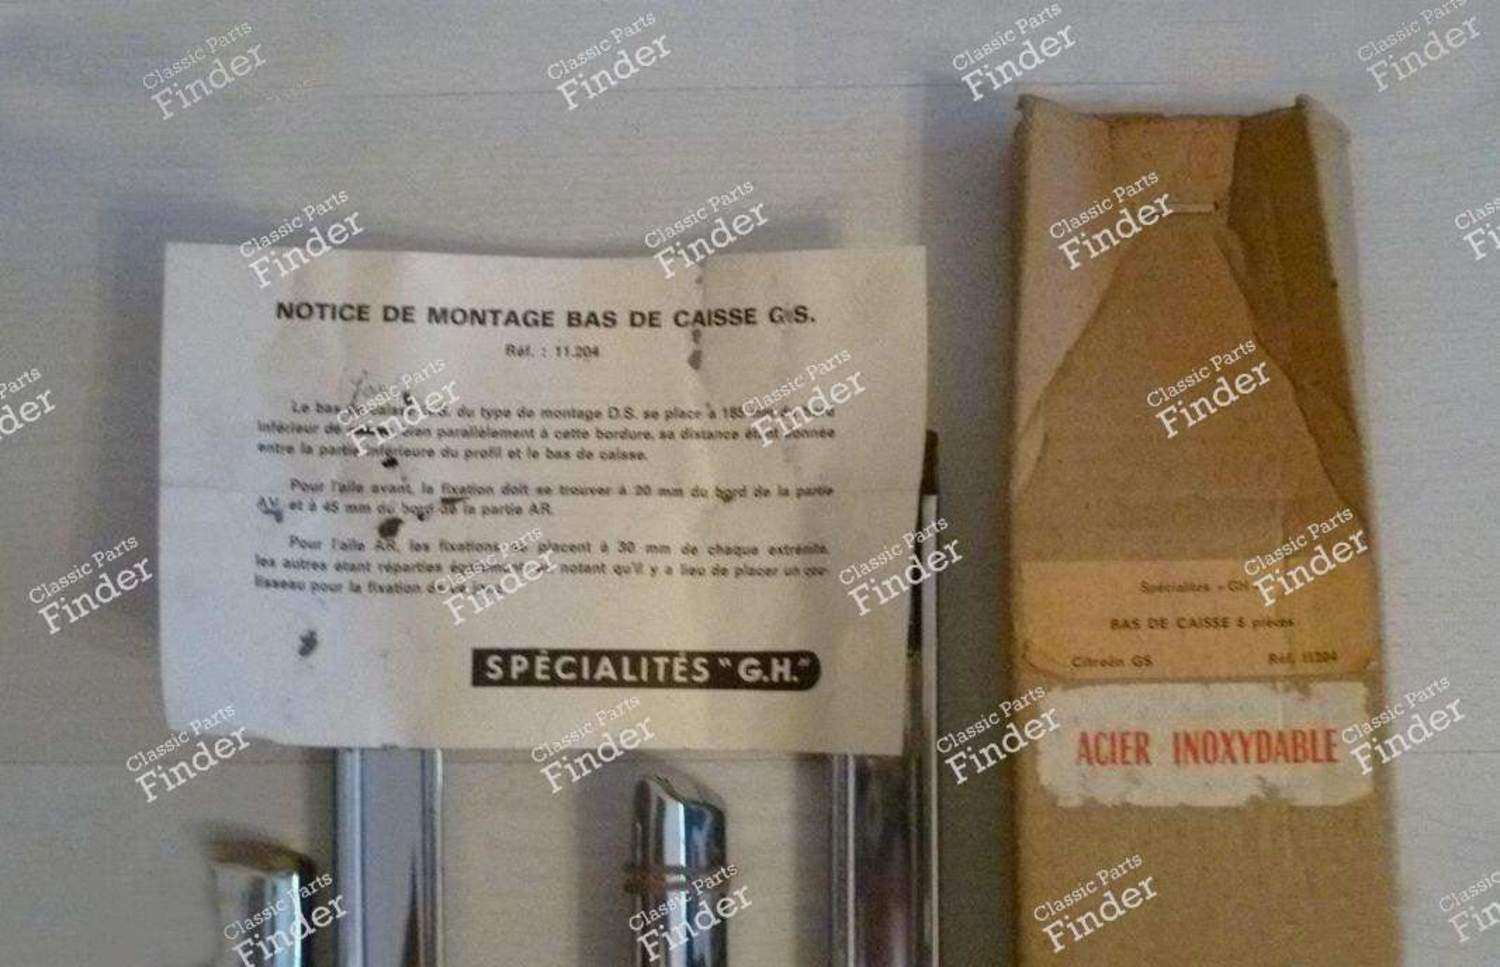 NOTICE DE MONTAGE BAS DE CAISSE G.S.
Réf. : 11.204
Le bas du type de montage D.S. se place à
inférieur de parallèlement à cette bordure, sa distance étant donnée
entre la partie inférieure du profil et le bas de caisse.
Pour l'aile avant, la fixation doit se trouver à 20 mm du bord de la partie
AV. et à 45 mm du bord de la partie AR.
Pour l'aile AR, les fixations se placent à 30 mm de chaque extrémité,
les autres étant réparties notant qu'il y a lieu de placer un cou-
lisseau pour la fixation
SPÉCIALITÉS "G.H."
Spécialités - GH -
BAS DE CAISSE 6 pièces
Citroën GS Réf. 11204
ACIER INOXYDABLE
Classic Parts
Finder